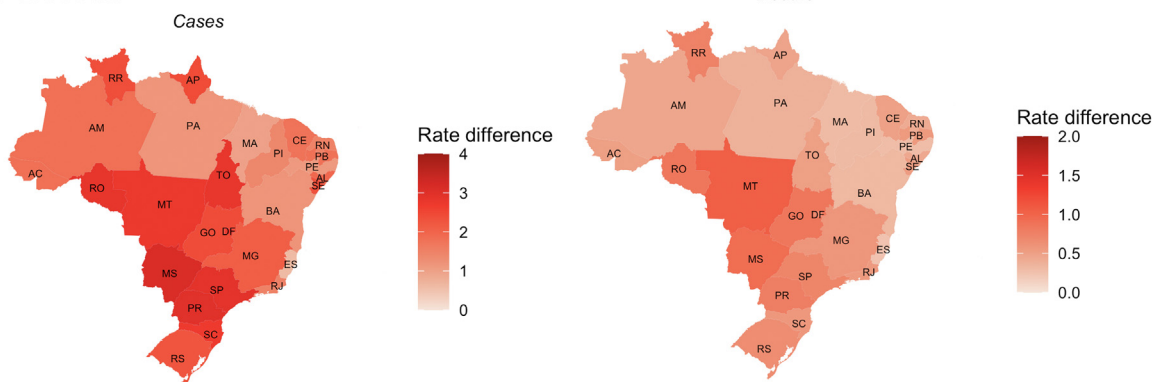 Cases
RR
AP
AM
PA
MA
CE
RN
PB
PI
PE
AC
AL
SE
TO
RO
BA
MT
GO
DF
MG
ES
MS
SP
RJ
PR
SC
RS
Rate difference
4
3
2
1
0
RR
AP
AM
PA
MA
CE
RN
PB
PI
PE
AC
AL
SE
TO
RO
BA
MT
GO
DF
MG
ES
MS
SP
RJ
PR
SC
RS
Rate difference
2.0
1.5
1.0
0.5
0.0